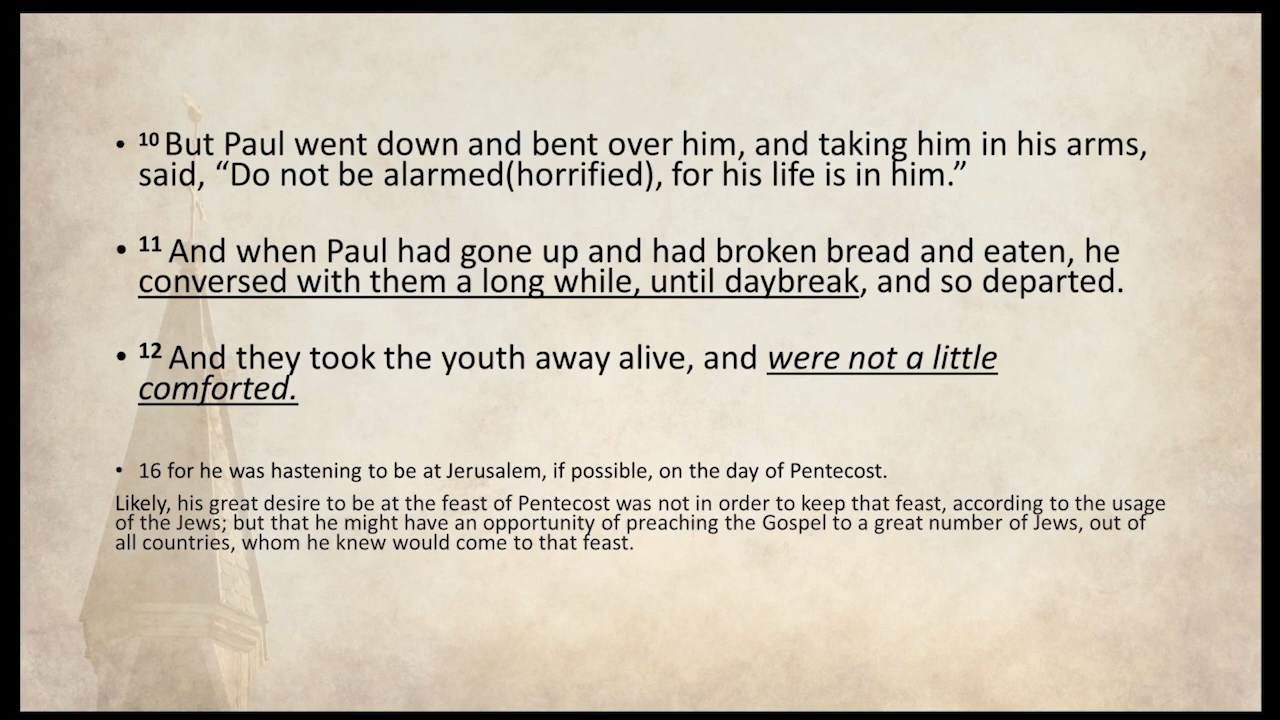 • 10 But Paul went down and bent over him, and taking him in his arms,
said, “Do not be alarmed(horrified), for his life is in him.”
• 11 And when Paul had gone up and had broken bread and eaten, he
conversed with them a long while, until daybreak, and so departed.
• 12 And they took the youth away alive, and were not a little
comforted.
• 16 for he was hastening to be at Jerusalem, if possible, on the day of Pentecost.
Likely, his great desire to be at the feast of Pentecost was not in order to keep that feast, according to the usage
of the Jews; but that he might have an opportunity of preaching the Gospel to a great number of Jews, out of
all countries, whom he knew would come to that feast.